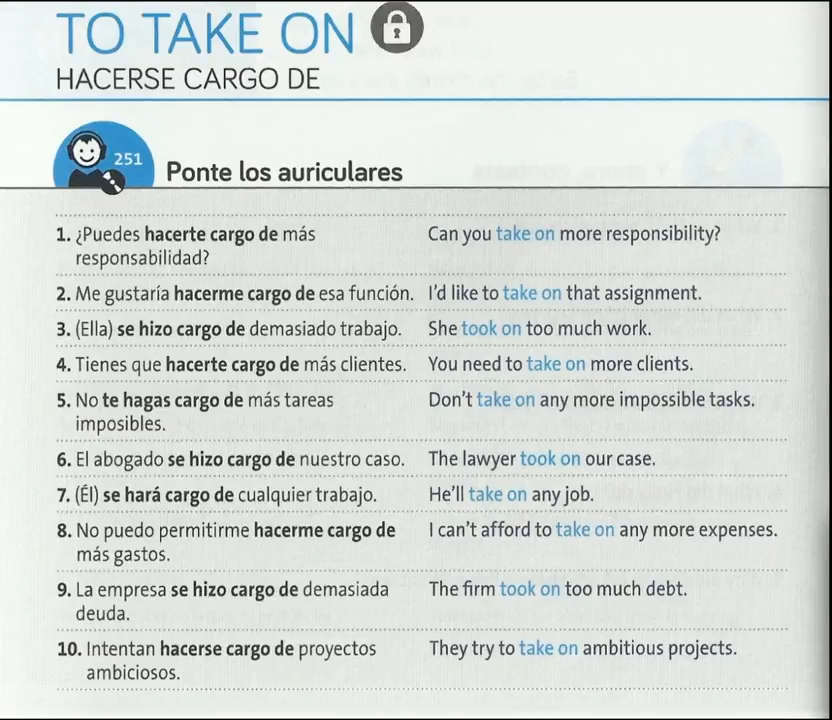 TO TAKE ON
HACERSE CARGO DE
251
Ponte los auriculares
1. ¿Puedes hacerte cargo de más
responsabilidad?
Can you take on more responsibility?
2. Me gustaría hacerme cargo de esa función.
I'd like to take on that assignment.
3. (Ella) se hizo cargo de demasiado trabajo.
She took on too much work.
4. Tienes que hacerte cargo de más clientes.
You need to take on more clients.
5. No te hagas cargo de más tareas
imposibles.
Don't take on any more impossible tasks.
6. El abogado se hizo cargo de nuestro caso.
The lawyer took on our case.
7. (Él) se hará cargo de cualquier trabajo.
He'll take on any job.
8. No puedo permitirme hacerme cargo de
más gastos.
I can't afford to take on any more expenses.
9. La empresa se hizo cargo de demasiada
deuda.
The firm took on too much debt.
10. Intentan hacerse cargo de proyectos
ambiciosos.
They try to take on ambitious projects.